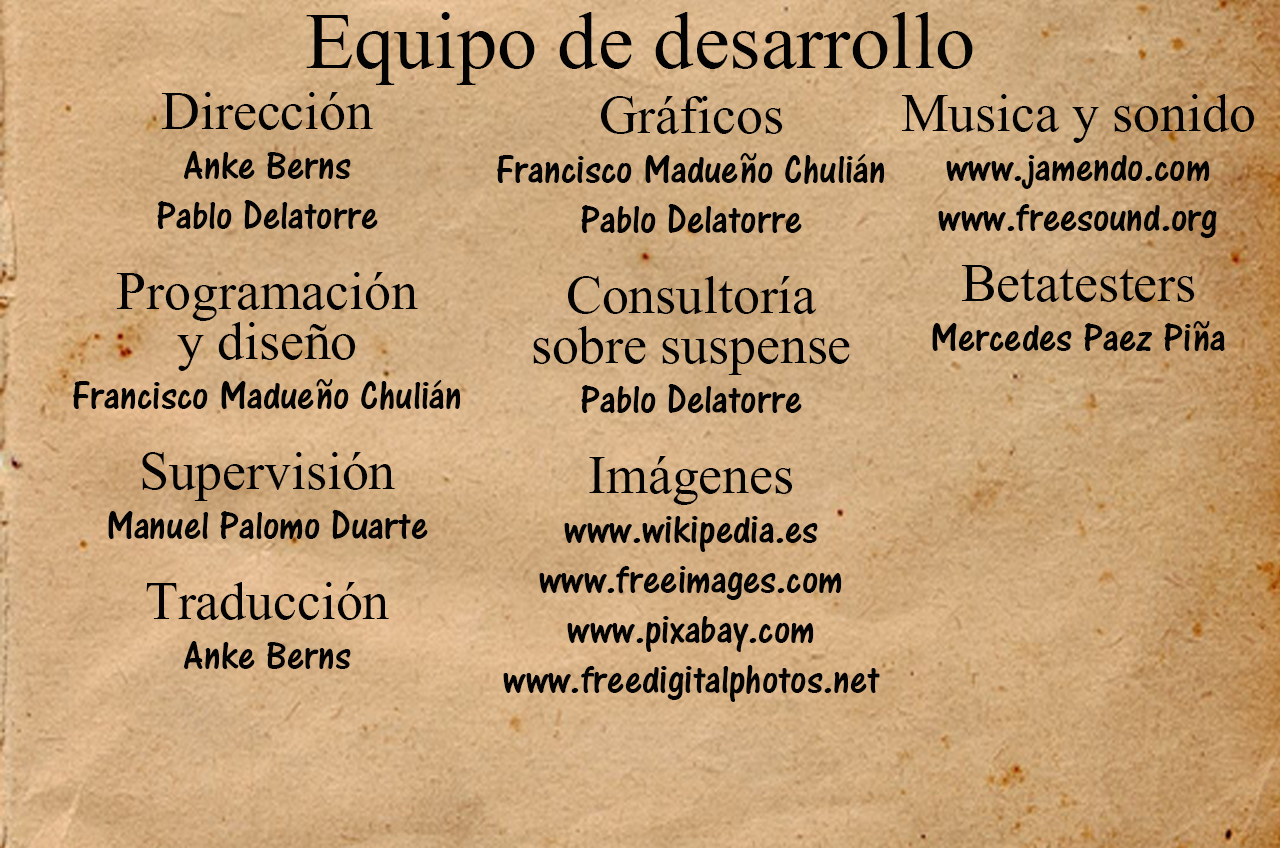 Equipo de desarrollo
Dirección
Anke Berns
Pablo Delatorre
Programación
y diseño
Francisco Madueño Chulián
Supervisión
Manuel Palomo Duarte
Traducción
Anke Berns
Gráficos
Francisco Madueño Chulián
Pablo Delatorre
Consultoría
sobre suspense
Pablo Delatorre
Imágenes
www.wikipedia.es
www.freeimages.com
www.pixabay.com
www.freedigitalphotos.net
Musica y sonido
www.jamendo.com
www.freesound.org
Betatesters
Mercedes Paez Piña